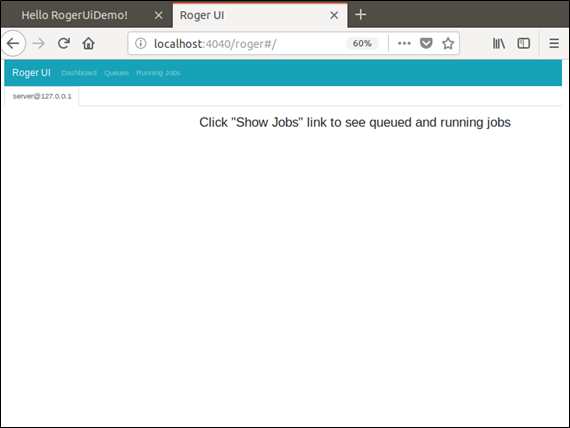 Hello RogerUiDemo!
Roger UI
localhost:4040/roger#/
60%
Roger UI Dashboard Queues Running Jobs
server@127.0.0.1
Click "Show Jobs" link to see queued and running jobs